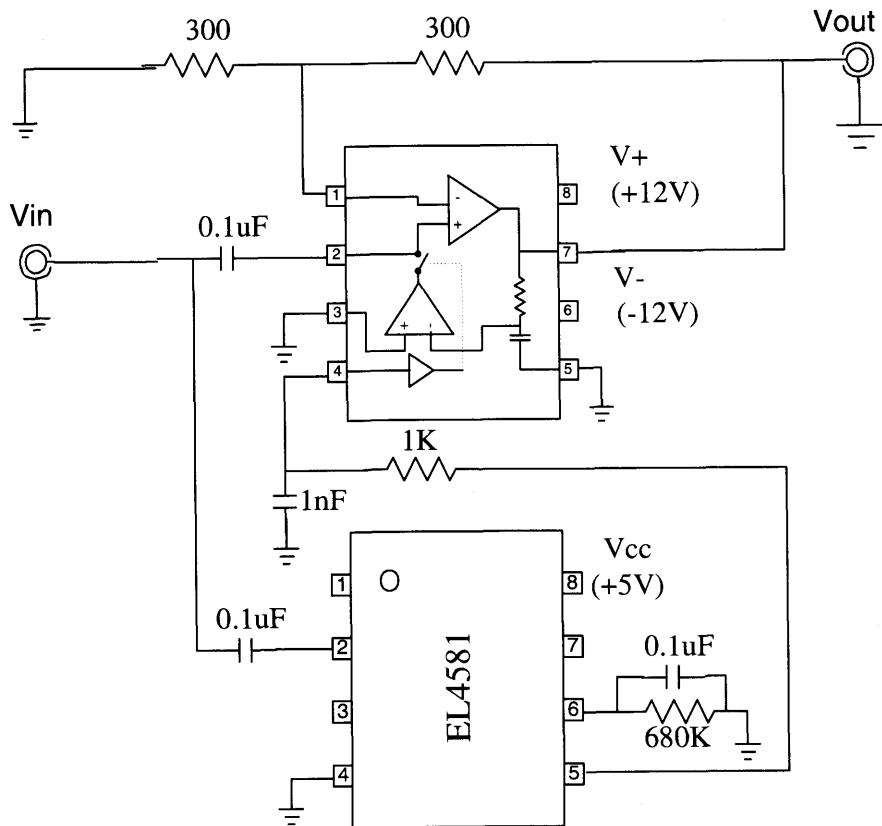 300
300
Vout
Vin
0.1uF
1
2
3
4
-
+
+
-
8
7
6
5
V+
(+12V)
V-
(-12V)
1K
1nF
0.1uF
1
2
3
4
EL4581
8
7
6
5
Vcc
(+5V)
0.1uF
680K